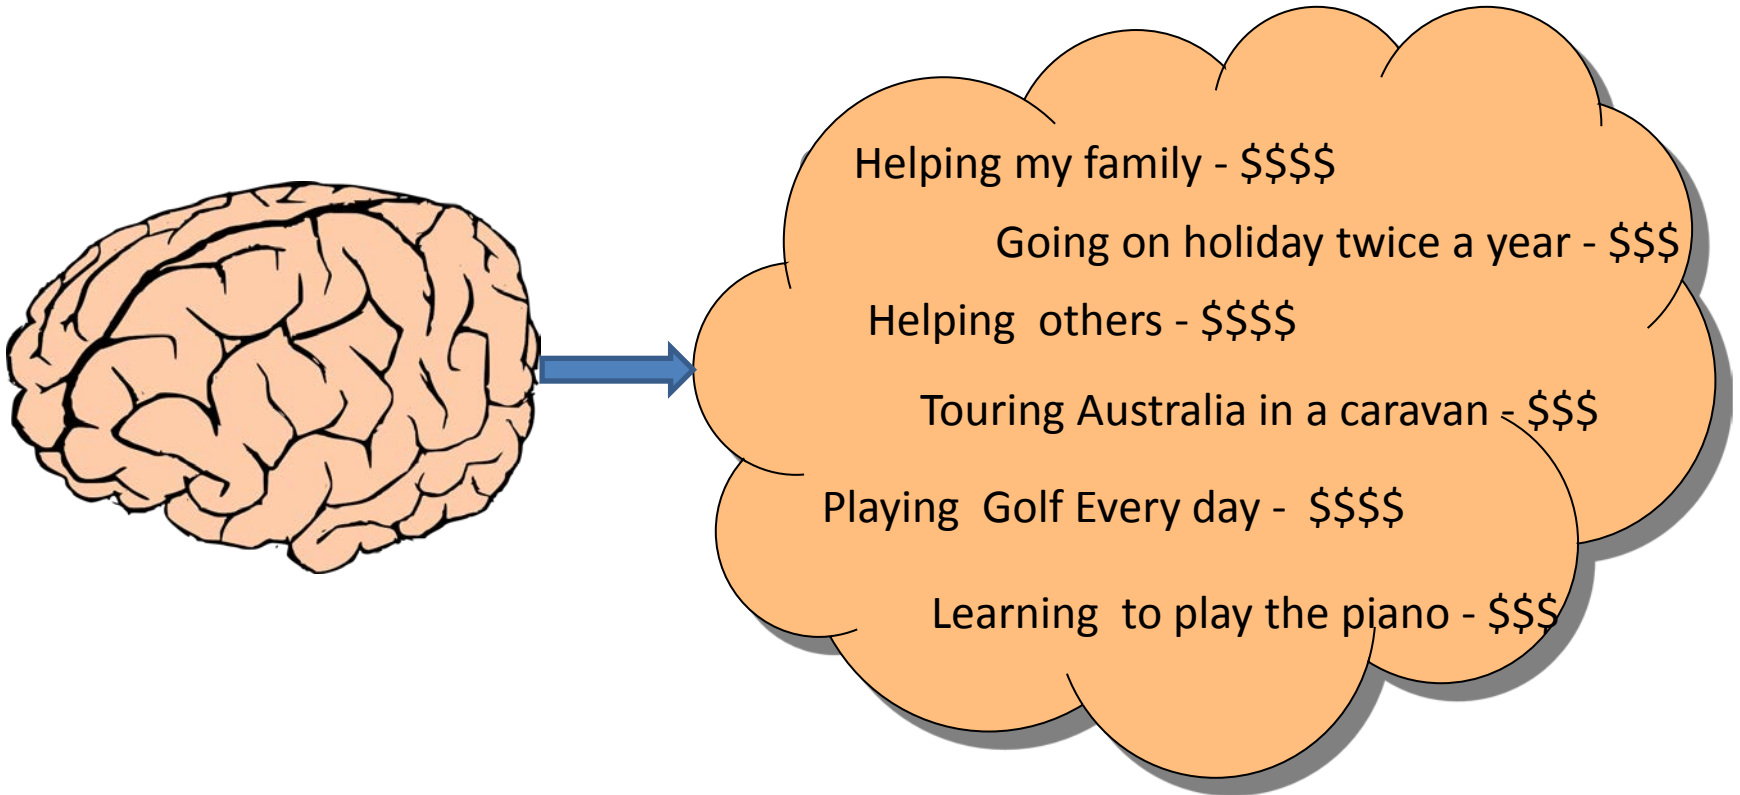 Helping my family - $$$$
Going on holiday twice a year - $$$
Helping  others - $$$$
Touring Australia in a caravan - $$$
Playing  Golf Every day -  $$$$
Learning  to play the piano - $$$